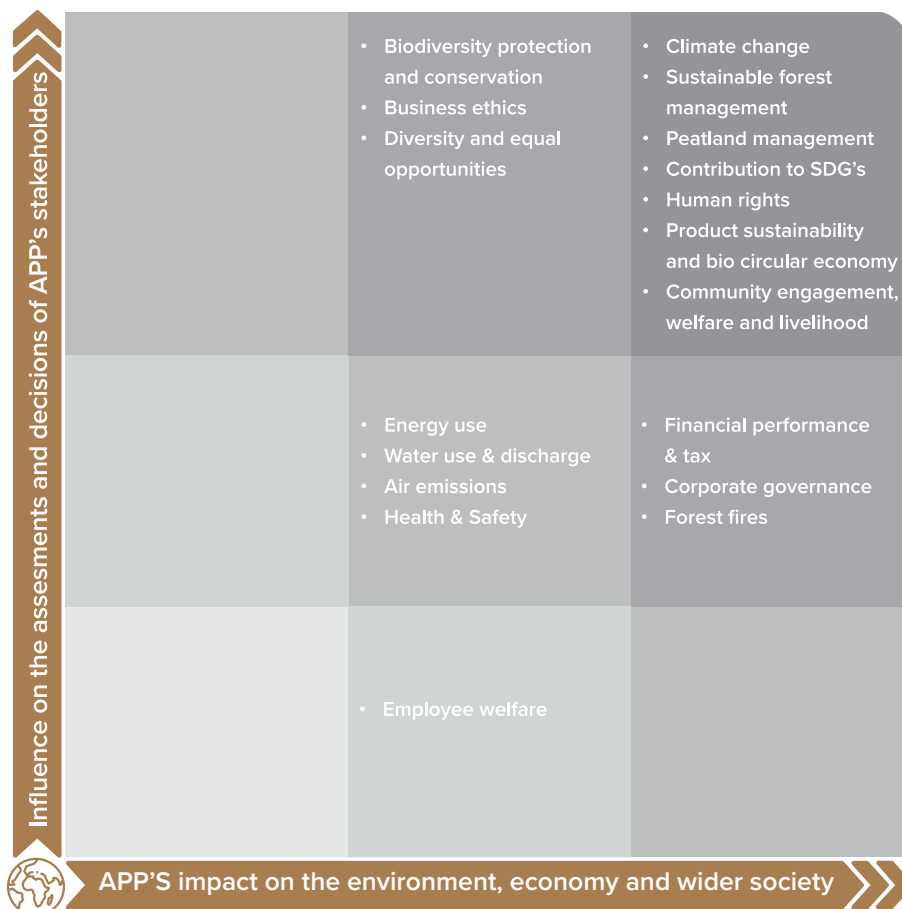 Influence on the assesments and decisions of APP's stakeholders
• Biodiversity protection
and conservation
• Business ethics
• Diversity and equal
opportunities
• Climate change
• Sustainable forest
management
• Peatland management
• Contribution to SDG's
• Human rights
• Product sustainability
and bio circular economy
• Community engagement,
welfare and livelihood
• Energy use
• Water use & discharge
• Air emissions
• Health & Safety
• Financial performance
& tax
• Corporate governance
• Forest fires
• Employee welfare
APP'S impact on the environment, economy and wider society